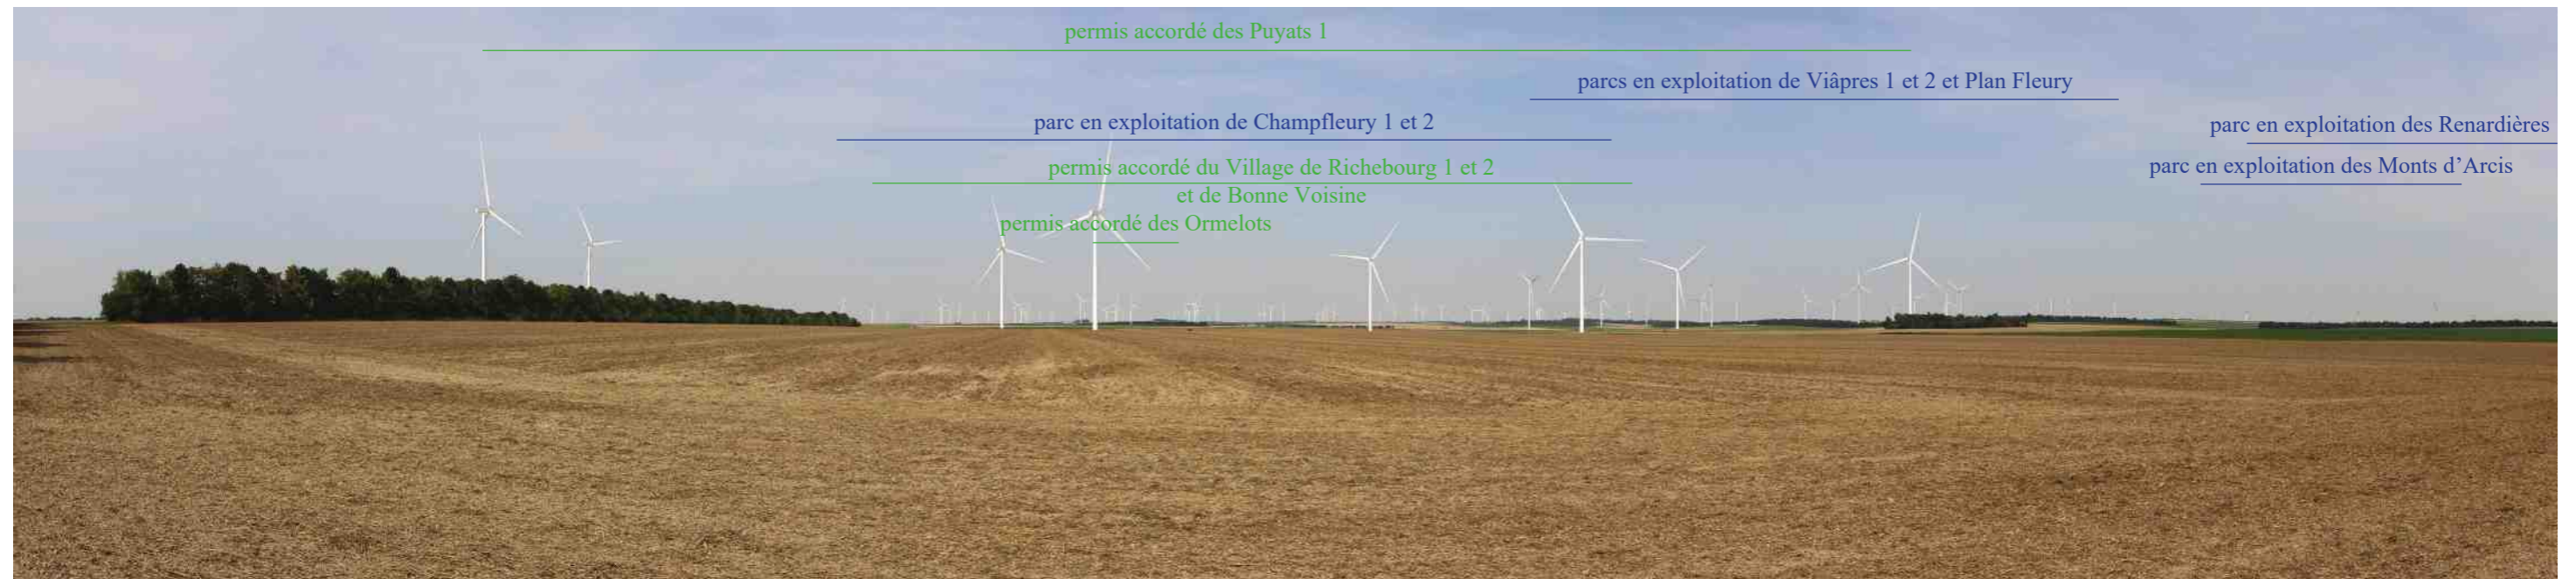 permis accordé des Puyats 1
parcs en exploitation de Viâpres 1 et 2 et Plan Fleury
parc en exploitation de Champfleury 1 et 2
parc en exploitation des Renardières
permis accordé du Village de Richebourg 1 et 2
et de Bonne Voisine
parc en exploitation des Monts d’Arcis
permis accordé des Ormelots